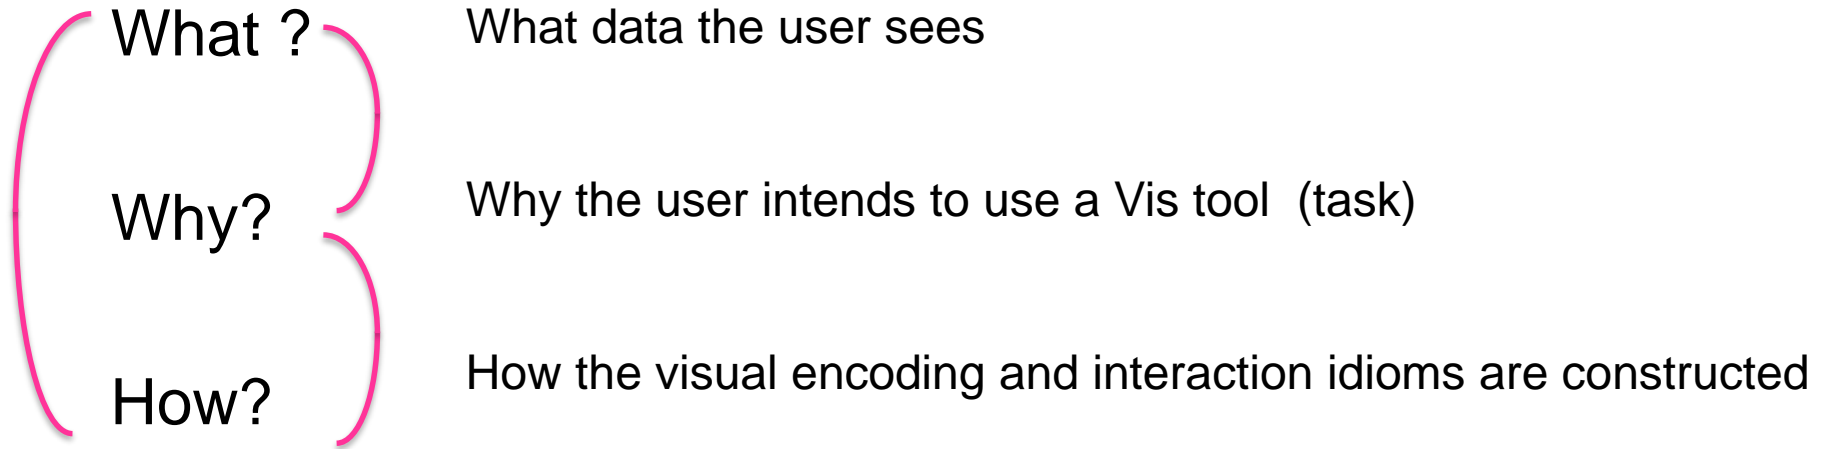 What ? What data the user sees
Why? Why the user intends to use a Vis tool (task)
How? How the visual encoding and interaction idioms are constructed